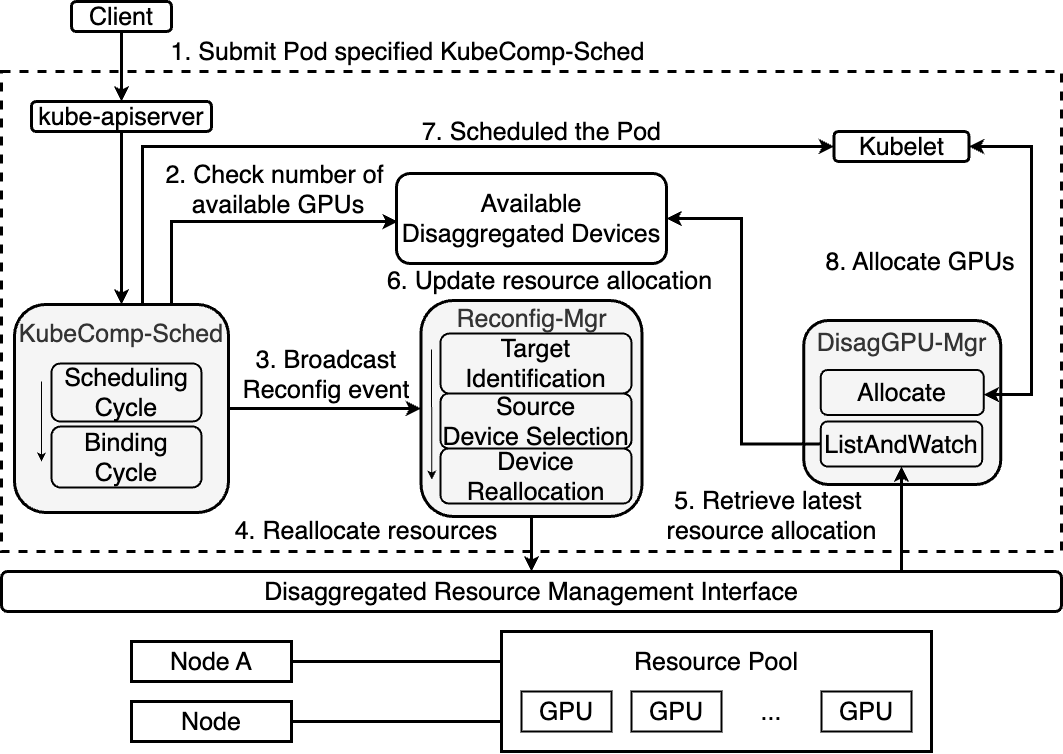 Client
1. Submit Pod specified KubeComp-Sched
kube-apiserver
7. Scheduled the Pod
Kubelet
2. Check number of
available GPUs
Available
Disaggregated Devices
8. Allocate GPUs
6. Update resource allocation
KubeComp-Sched
Scheduling
Cycle
Binding
Cycle
3. Broadcast
Reconfig event
Reconfig-Mgr
Target
Identification
Source
Device Selection
Device
Reallocation
DisagGPU-Mgr
Allocate
ListAndWatch
4. Reallocate resources
5. Retrieve latest
resource allocation
Disaggregated Resource Management Interface
Node A
Node
Resource Pool
GPU
GPU
...
GPU